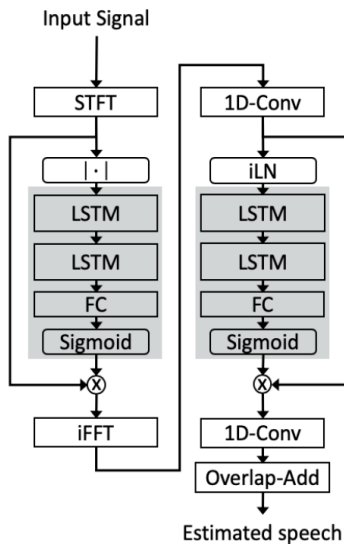 Input Signal
STFT
|·|
LSTM
LSTM
FC
Sigmoid
X
iFFT
1D-Conv
iLN
LSTM
LSTM
FC
Sigmoid
X
1D-Conv
Overlap-Add
Estimated speech